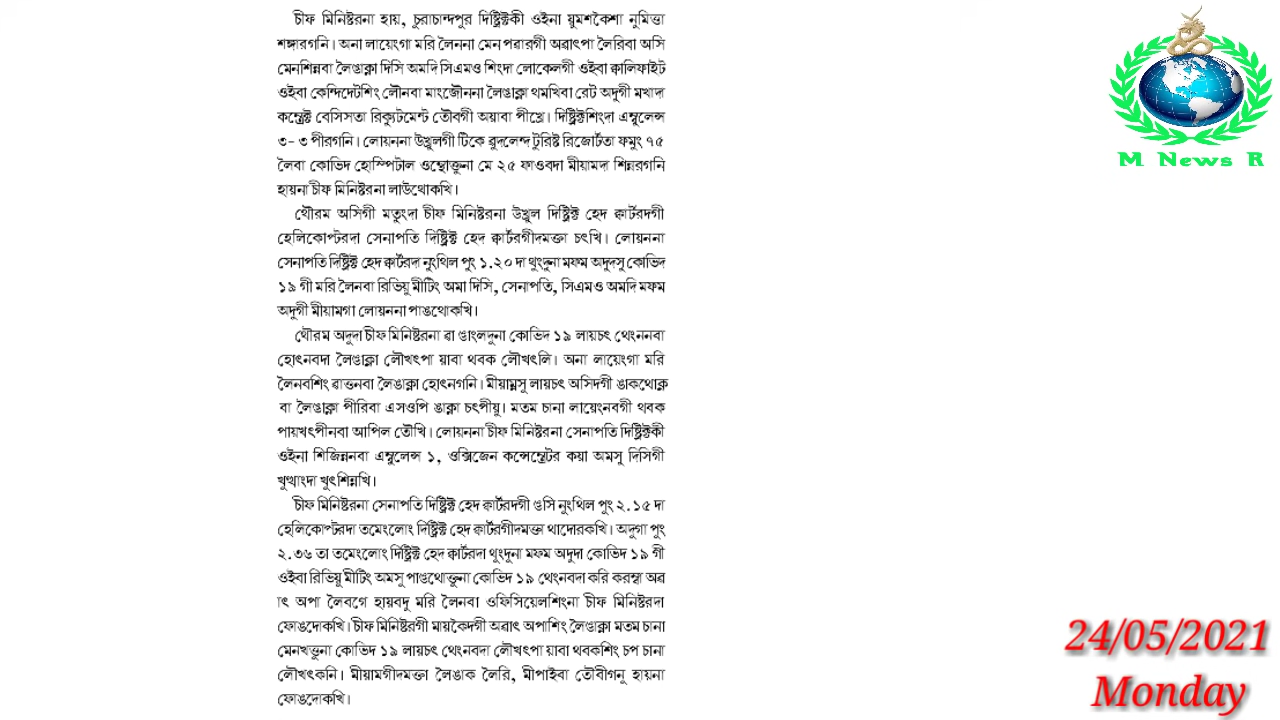 চীফ মিনিষ্টরনা হায়, চুরাচান্দপুর দিষ্ট্রিক্টকী ওইনা য়ুমশকৈশা নুমিত্তা
শঙ্গারগনি। অনা লায়েংগা মরি লৈননা মেন পৱারগী অৱাৎপা লৈরিবা অসি
মেনশিন্নবা লৈঙাক্লা দিসি অমদি সিএমও শিংদা লোকেলগী ওইবা ক্বালিফাইট
ওইবা কেন্দিদেটশিং লৌনবা মাংজৌননা লৈঙাক্না থমখিবা রেট অদুগী মখাদা
কন্ত্রেক্ট বেসিসতা রিক্রুটমেন্ট তৌবগী অয়াবা পীখ্রে। দিষ্ট্রিক্টশিংদা এম্বুলেন্স
৩- ৩ পীরগনি। লোয়ননা উখ্রুলগী টিকে ৱুদলেন্দ টুরিষ্ট রিজোর্টতা ফমুং ৭৫
লৈবা কোভিদ হোস্পিটাল ওন্থোক্তুনা মে ২৫ ফাওবদা মীয়ামদা শিন্নরগনি
হায়না চীফ মিনিষ্টরনা লাউথোকখি।
থৌরম অসিগী মতুংদা চীফ মিনিষ্টরনা উখ্রুল দিষ্ট্রিক্ট হেদ ক্বার্টরদগী
হেলিকোপ্টরদা সেনাপতি দিষ্ট্রিক্ট হেদ ক্বার্টরগীদমক্তা চৎখি। লোয়ননা
সেনাপতি দিষ্ট্রিক্ট হেদ ক্বার্টরদা নুংথিল পুং ১.২০ দা থুংদুনা মফম অদুদসু কোভিদ
১৯ গী মরি লৈনবা রিভিয়ু মীটিং অমা দিসি, সেনাপতি, সিএমও অমদি মফম
অদুগী মীয়ামগা লোয়ননা পাঙথোকখি।
থৌরম অদুদা চীফ মিনিষ্টরনা ৱা ঙাংলদুনা কোভিদ ১৯ লায়চৎ থেংননবা
হোৎনবদা লৈঙাক্লা লৌখৎপা য়াবা থবক লৌখৎলি। অনা লায়েংগা মরি
লৈনবশিং ৱাত্তনবা লৈঙাক্লা হোৎনগনি। মীয়াম্নসু লায়চৎ অসিদগী ঙাকথোক্ন
বা লৈঙাক্লা পীরিবা এসওপি ঙাক্লা চৎপীয়ু। মতম চানা লায়েংনবগী থবক
পায়খৎপীনবা আপিল তৌখি। লোয়ননা চীফ মিনিষ্টরনা সেনাপতি দিষ্ট্রিক্টকী
ওইনা শিজিন্ননবা এম্বুলেন্স ১, ওক্সিজেন কন্সেন্ত্রেটর কয়া অমসু দিসিগী
খুত্থাংদা খুৎশিন্নখি।
চীফ মিনিষ্টরনা সেনাপতি দিষ্ট্রিক্ট হেদ ক্বার্টরদগী ঙসি নুংথিল পুং ২.১৫ দা
হেলিকোপ্টরদা তমেংলোং দিষ্ট্রিক্ট হেদ ক্বার্টরগীদমক্তা থাদোরকখি। অদুগা পুং
২.৩৬ তা তমেংলোং দিষ্ট্রিক্ট হেদ ক্বার্টরদা থুংদুনা মফম অদুদা কোভিদ ১৯ গী
ওইবা রিভিয়ু মীটিং অমসু পাঙথোক্তুনা কোভিদ ১৯ থেংনবদা করি করম্বা অৱা
ৎ অপা লৈবগে হায়বদু মরি লৈনবা ওফিসিয়েলশিংনা চীফ মিনিষ্টরদা
ফোঙদোকখি। চীফ মিনিষ্টরগী মায়কৈদগী অৱাৎ অপাশিং লৈঙাক্লা মতম চানা
মেনখত্তুনা কোভিদ ১৯ লায়চৎ থেংনবদা লৌখৎপা য়াবা থবকশিং চপ চানা
লৌখৎকনি। মীয়ামগীদমক্তা লৈঙাক লৈরি, মীপাইবা তৌবীগনু হায়না
ফোঙদোকখি।
M News R
24/05/2021
Monday